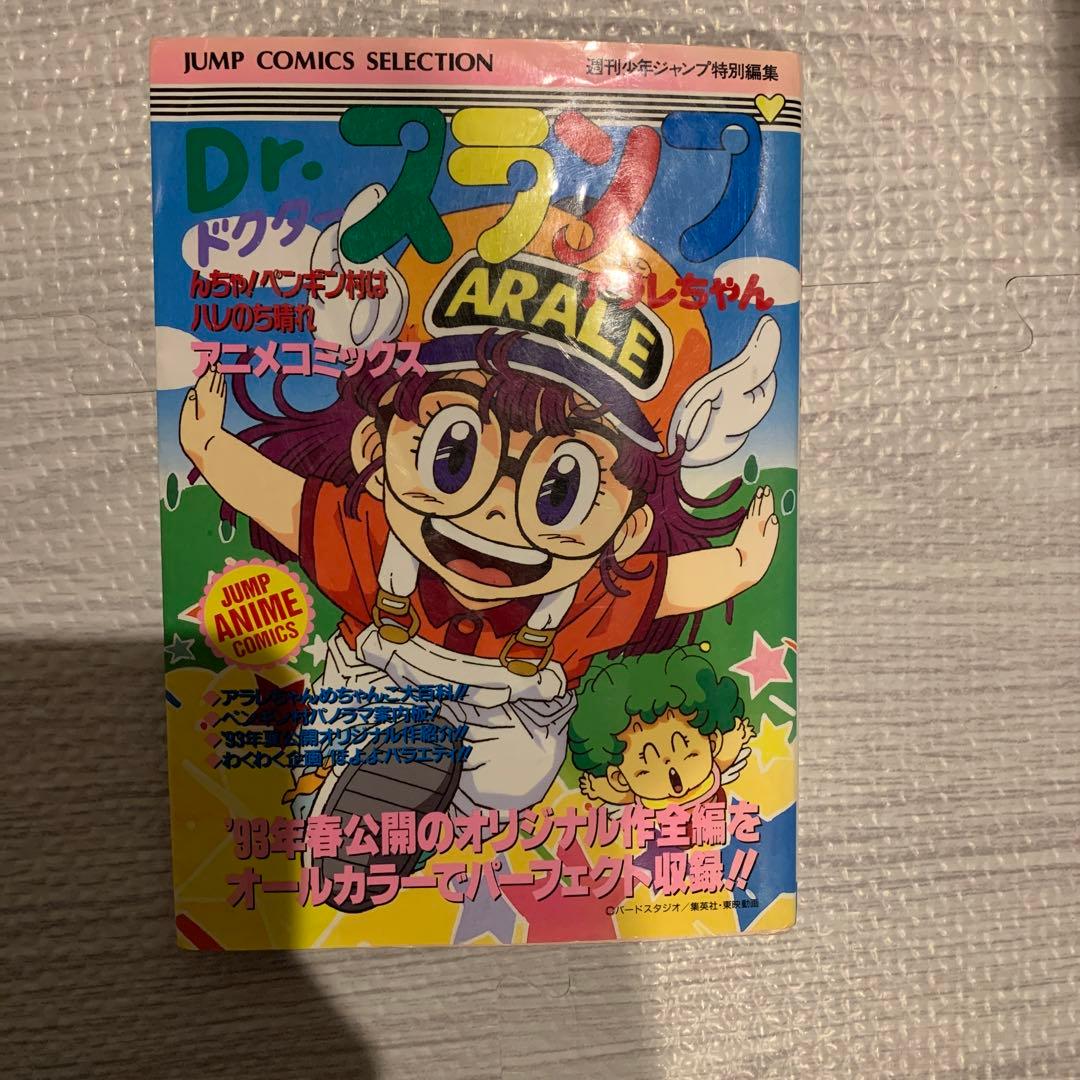 JUMP COMICS SELECTION
週刊少年ジャンプ特別編集
Dr.スランプ
ドクター
アラレちゃん
んちゃ!ペンギン村は
ハレのち晴れ
アニメコミックス
ARALE
JUMP
ANIME
COMICS
アラレちゃんめちゃんこ大百科!!
ペンギン村パノラマ案内板!
'93年夏公開オリジナル作紹介!!
わくわく企画/ほよよバラエティ!!
'93年春公開のオリジナル作全編を
オールカラーでパーフェクト収録!!
©バードスタジオ/集英社・東映動画